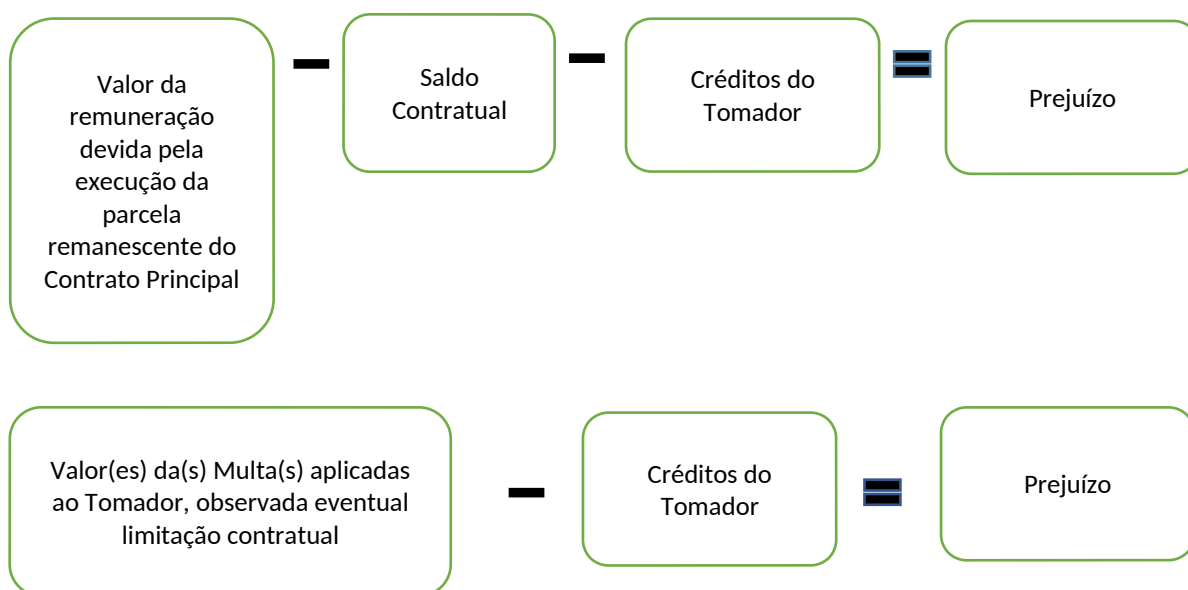 Valor da
remuneração
devida pela
execução da
parcela
remanescente do
Contrato Principal
Saldo
Contratual
Créditos do
Tomador
Prejuízo
Valor(es) da(s) Multa(s) aplicadas
ao Tomador, observada eventual
limitação contratual
Créditos do
Tomador
Prejuízo